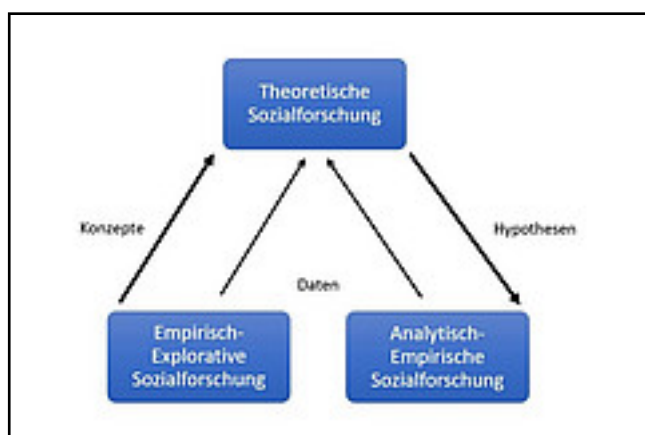 Theoretische
Sozialforschung
Konzepte
Hypothesen
Daten
Empirisch-
Explorative
Sozialforschung
Analytisch-
Empirische
Sozialforschung